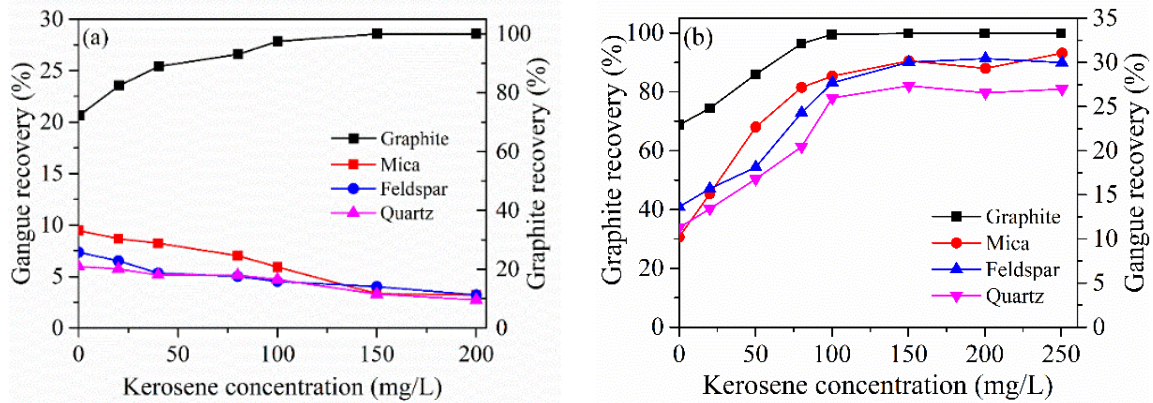 (a)
Gangue recovery (%)
30
25
20
15
10
5
0
Graphite recovery (%)
100
80
60
40
20
0
Graphite
Mica
Feldspar
Quartz
0 50 100 150 200
Kerosene concentration (mg/L)
(b)
Graphite recovery (%)
100
80
60
40
20
0
Gangue recovery (%)
35
30
25
20
15
10
5
0
Graphite
Mica
Feldspar
Quartz
0 50 100 150 200 250
Kerosene concentration (mg/L)